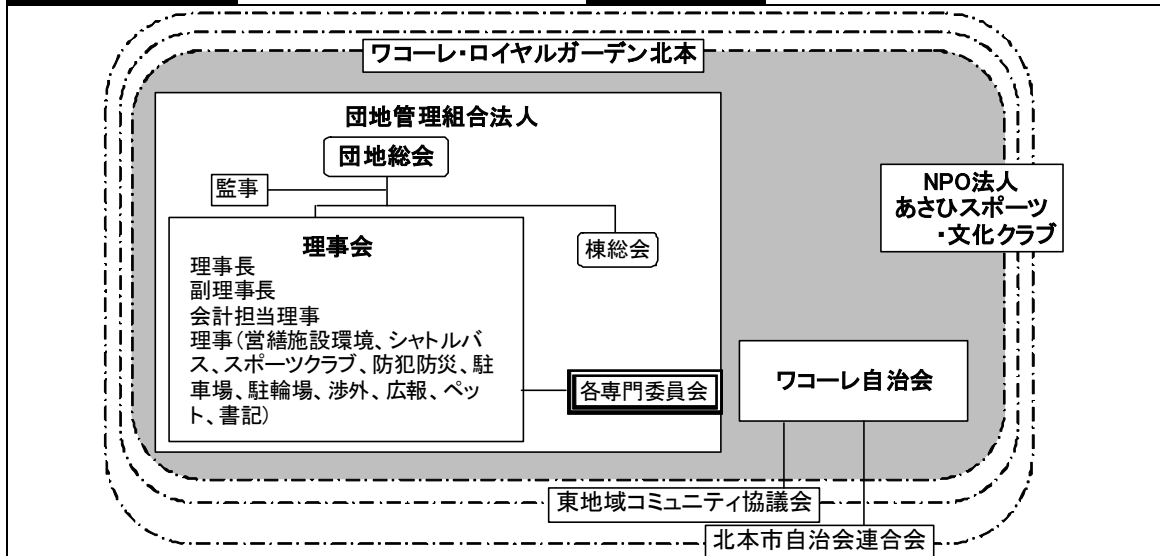 ワコーレ・ロイヤルガーデン北本
団地管理組合法人
団地総会
監事
理事会
理事長
副理事長
会計担当理事
理事(営繕施設環境、シャトルバ
ス、スポーツクラブ、防犯防災、駐
車場、駐輪場、渉外、広報、ペッ
ト、書記)
棟総会
各専門委員会
NPO法人
あさひスポーツ
・文化クラブ
ワコーレ自治会
東地域コミュニティ協議会
北本市自治会連合会